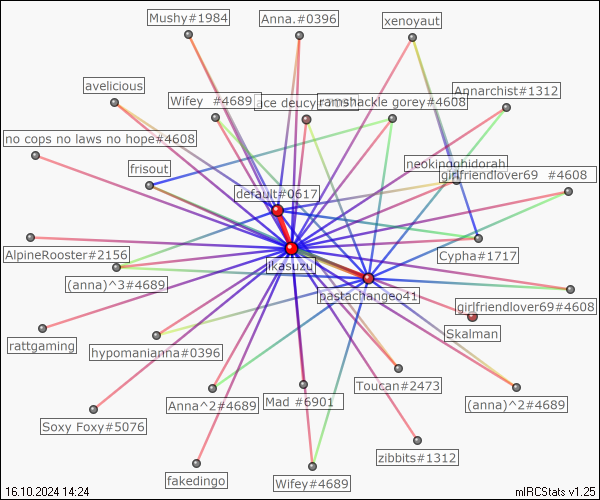 Mushy#1984
Anna.#0396
xenoyaut
avelicious
Annarchist#1312
Wifey #4689
ace deucy
ramshackle gorey#4608
no cops no laws no hope#4608
frisout
neokingghidorah
girlfriendlover69 #4608
default#0617
AlpineRooster#2156
ikasuzu
Cypha#1717
(anna)^3#4689
pastachangeo41
girlfriendlover69#4608
Skalman
rattgaming
hypomanianna#0396
Toucan#2473
Anna^2#4689
Mad #6901
(anna)^2#4689
Soxy Foxy#5076
zibbits#1312
fakedingo
Wifey#4689
16.10.2024 14:24
mIRCStats v1.25